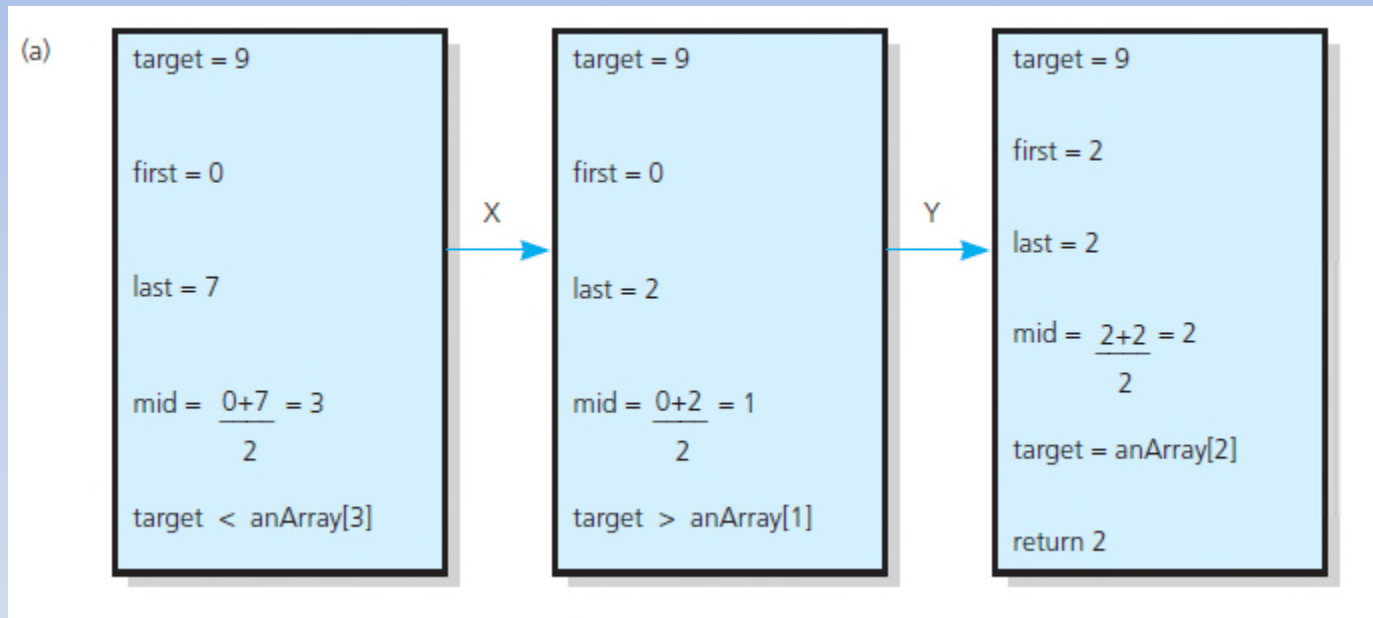 (a)
target = 9
first = 0
last = 7
mid = 0+7 = 3
2
target < anArray[3]
X
target = 9
first = 0
last = 2
mid = 0+2 = 1
2
target > anArray[1]
Y
target = 9
first = 2
last = 2
mid = 2+2 = 2
2
target = anArray[2]
return 2